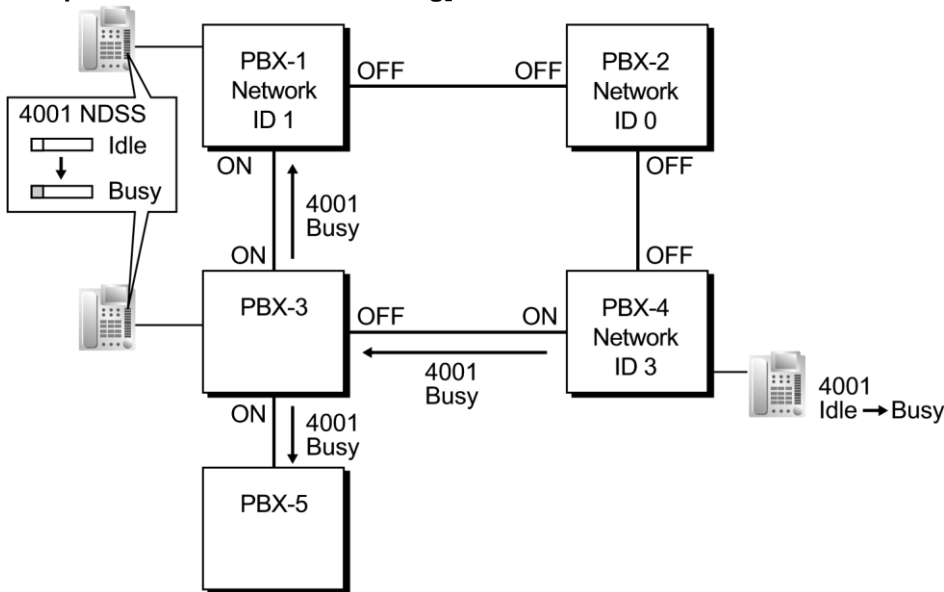 PBX-1
Network
ID 1
OFF
OFF
PBX-2
Network
ID 0
4001 NDSS
Idle
Busy
ON
OFF
4001
Busy
ON
OFF
PBX-3
OFF
ON
PBX-4
Network
ID 3
4001
Busy
4001
Idle → Busy
ON
4001
Busy
PBX-5